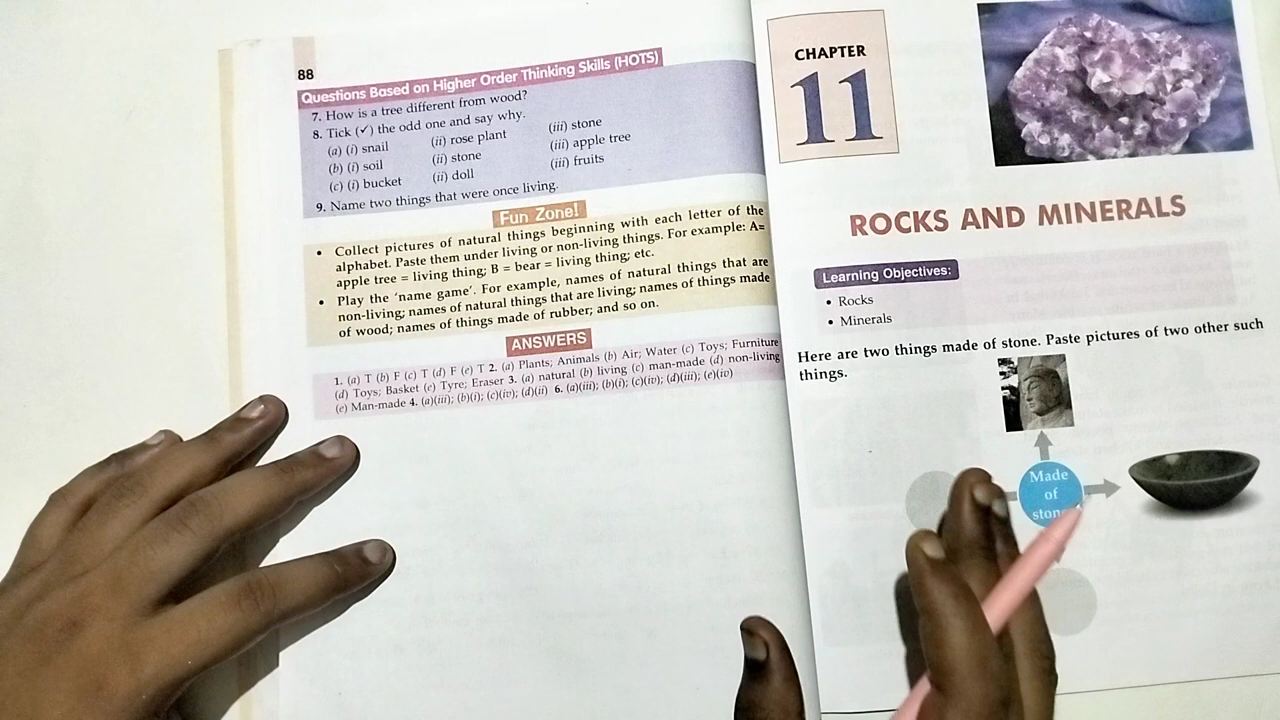 88
Questions Based on Higher Order Thinking Skills (HOTS)
7. How is a tree different from wood?
8. Tick (✓) the odd one and say why.
(a) (i) snail (ii) rose plant (iii) stone
(b) (i) soil (ii) stone (iii) apple tree
(c) (i) bucket (ii) doll (iii) fruits
9. Name two things that were once living.
Fun Zone!
• Collect pictures of natural things beginning with each letter of the
alphabet. Paste them under living or non-living things. For example: A=
apple tree = living thing; B = bear = living thing; etc.
• Play the 'name game'. For example, names of natural things that are
non-living; names of natural things that are living; names of things made
of wood; names of things made of rubber; and so on.
ANSWERS
1. (a) T (b) F (c) T (d) F (e) T 2. (a) Plants; Animals (b) Air; Water (c) Toys; Furniture
(d) Toys; Basket (e) Tyre; Eraser 3. (a) natural (b) living (c) man-made (d) non-living
(e) Man-made 4. (a)(iii); (b)(i); (c)(iv); (d)(ii) 6. (a)(iii); (b)(i); (c)(iv); (d)(iii); (e)(iv)
CHAPTER
11
ROCKS AND MINERALS
Learning Objectives:
• Rocks
• Minerals
Here are two things made of stone. Paste pictures of two other such
things.
Made
of
stone